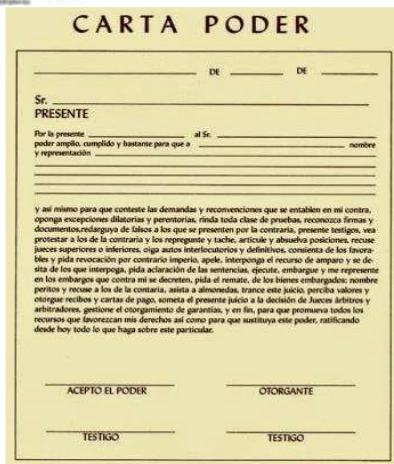 CARTA PODER
DE DE
Sr.
PRESENTE
Por la presente al Sr.
poder amplio, cumplido y bastante para que a nombre
y representación
y así mismo para que conteste las demandas y reconvenciones que se entablen en mi contra,
oponga excepciones dilatorias y perentorias, rinda toda clase de pruebas, reconozca firmas y
documentos,redarguya de falsos a los que se presenten por la contraria, presente testigos, vea
protestar a los de la contraria y los repregunte y tache, articule y absuelva posiciones, recuse
jueces superiores o inferiores, oiga autos interlocutorios y definitivos, consienta de los favora-
bles y pida revocación por contrario imperio, apele, interponga el recurso de amparo y se de-
sita de los que interpoga, pida aclaración de las sentencias, ejecute, embargue y me represente
en los embargos que contra mi se decreten, pida el remate, de los bienes embargados; nombre
peritos y recuse a los de la contaria, asista a almonedas, trance este juicio, perciba valores y
otorgue recibos y cartas de pago, someta el presente juicio a la decisión de Jueces árbitros y
arbitradores, gestione el otorgamiento de garantías, y en fin, para que promueva todos los
recursos que favorezcan mis derechos así como para que sustituya este poder, ratificando
desde hoy todo lo que haga sobre este particular.
ACEPTO EL PODER OTORGANTE
TESTIGO TESTIGO